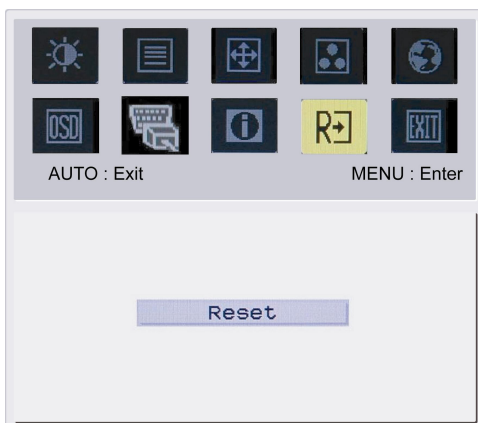 OSD
i
R
EXIT
AUTO : Exit
MENU : Enter
Reset